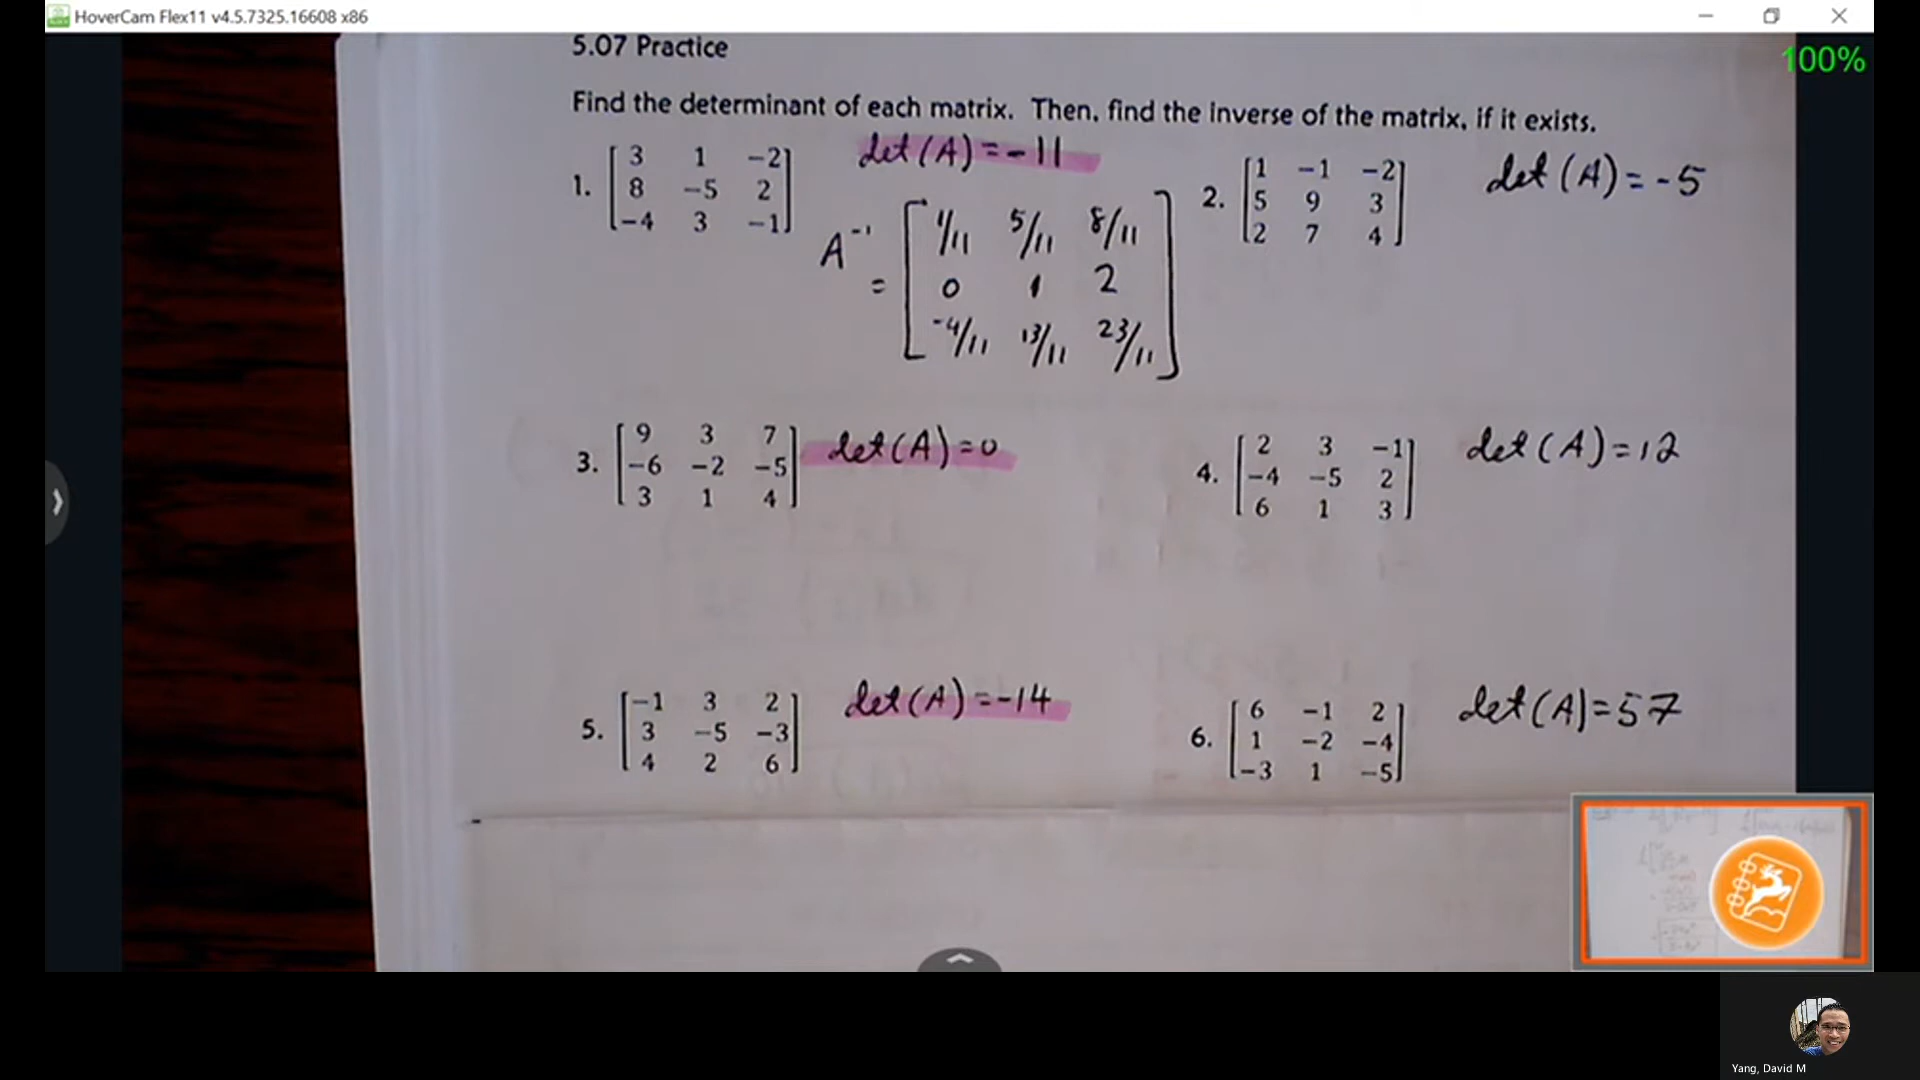 HoverCam Flex11 v4.5.7325.16608 x86
100%
5.07 Practice
Find the determinant of each matrix. Then, find the inverse of the matrix, if it exists.
1. [3 1 -2]
[8 -5 2]
[-4 3 -1]
det(A) = -11
A⁻¹ = [1/11 5/11 8/11]
[0 1 2]
[-4/11 13/11 23/11]
2. [1 -1 -2]
[5 9 3]
[2 7 4]
det(A) = -5
3. [9 3 7]
[-6 -2 -5]
[3 1 4]
det(A) = 0
4. [2 3 -1]
[-4 -5 2]
[6 1 3]
det(A) = 12
5. [-1 3 2]
[3 -5 -3]
[4 2 6]
det(A) = -14
6. [6 -1 2]
[1 -2 -4]
[-3 1 -5]
det(A) = 57
Yang, David M